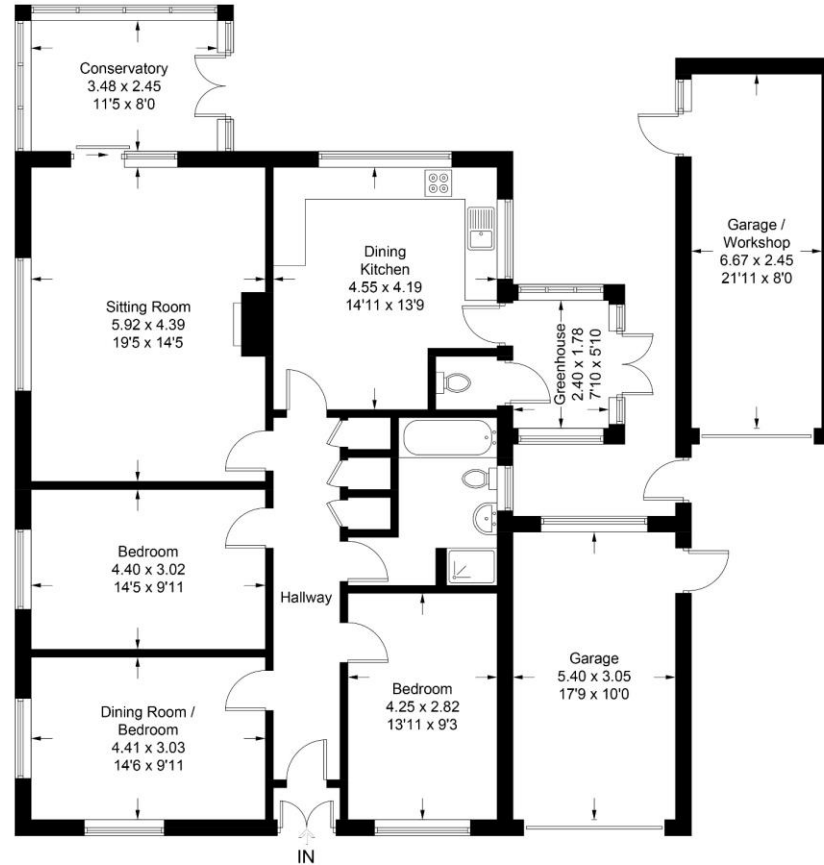 Conservatory
3.48 x 2.45
11'5 x 8'0
Garage /
Workshop
6.67 x 2.45
21'11 x 8'0
Dining
Kitchen
4.55 x 4.19
14'11 x 13'9
Sitting Room
5.92 x 4.39
19'5 x 14'5
Greenhouse
2.40 x 1.78
7'10 x 5'10
Bedroom
4.40 x 3.02
14'5 x 9'11
Hallway
Garage
5.40 x 3.05
17'9 x 10'0
Bedroom
4.25 x 2.82
13'11 x 9'3
Dining Room /
Bedroom
4.41 x 3.03
14'6 x 9'11
IN